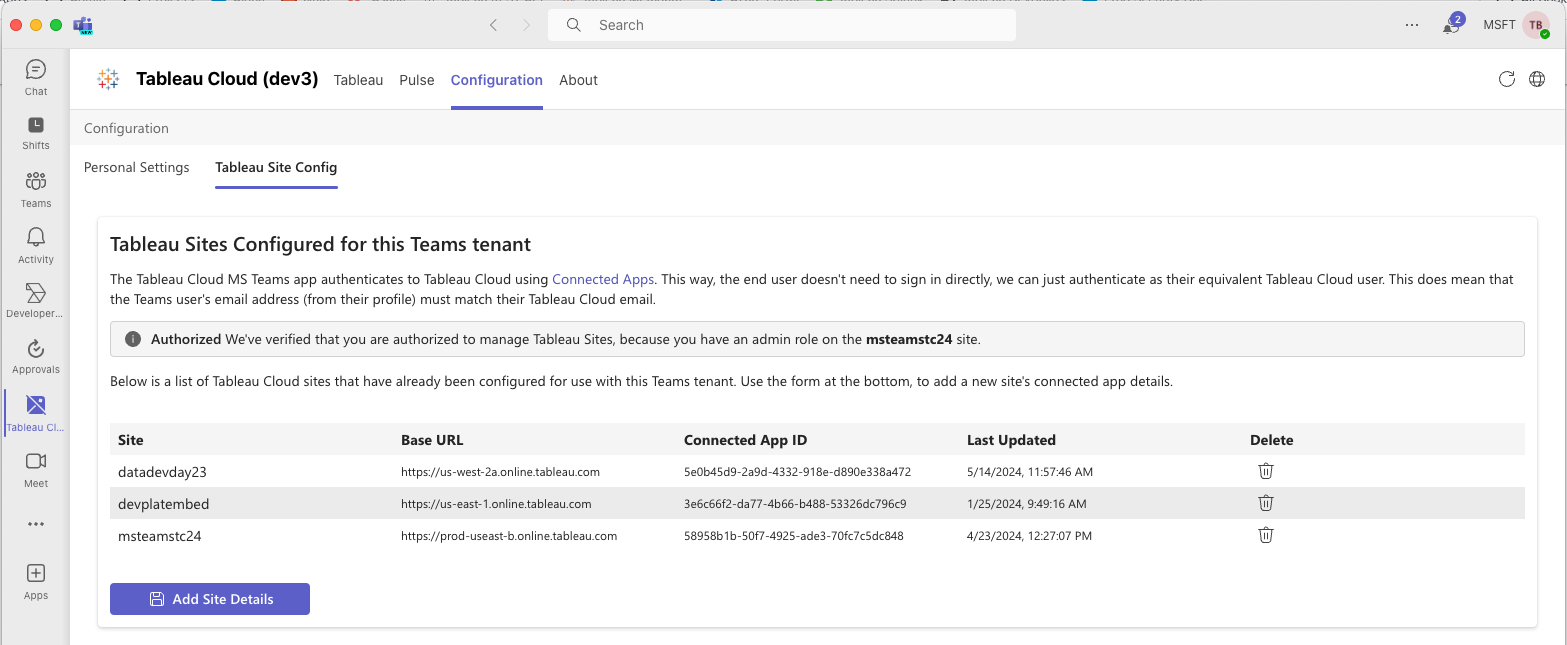 Search
2
MSFT
TB
NEW
Chat
Shifts
Teams
Activity
Developer...
Approvals
Tableau Cl...
Meet
Apps
Tableau Cloud (dev3)
Tableau
Pulse
Configuration
About
Configuration
Personal Settings
Tableau Site Config
Tableau Sites Configured for this Teams tenant
The Tableau Cloud MS Teams app authenticates to Tableau Cloud using Connected Apps. This way, the end user doesn't need to sign in directly, we can just authenticate as their equivalent Tableau Cloud user. This does mean that
the Teams user's email address (from their profile) must match their Tableau Cloud email.
Authorized We've verified that you are authorized to manage Tableau Sites, because you have an admin role on the msteamstc24 site.
Below is a list of Tableau Cloud sites that have already been configured for use with this Teams tenant. Use the form at the bottom, to add a new site's connected app details.
Site Base URL Connected App ID Last Updated Delete
datadevday23 https://us-west-2a.online.tableau.com 5e0b45d9-2a9d-4332-918e-d890e338a472 5/14/2024, 11:57:46 AM
devplatembed https://us-east-1.online.tableau.com 3e6c66f2-da77-4b66-b488-53326dc796c9 1/25/2024, 9:49:16 AM
msteamstc24 https://prod-useast-b.online.tableau.com 58958b1b-50f7-4925-ade3-70fc7c5dc848 4/23/2024, 12:27:07 PM
Add Site Details